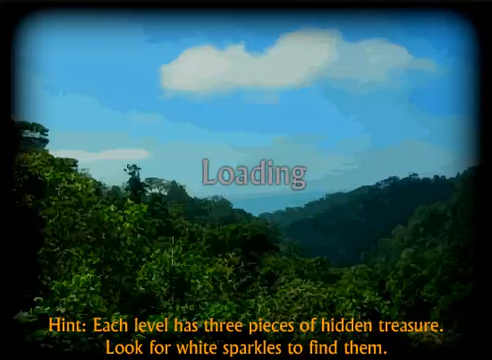 Loading
Hint: Each level has three pieces of hidden treasure.
Look for white sparkles to find them.